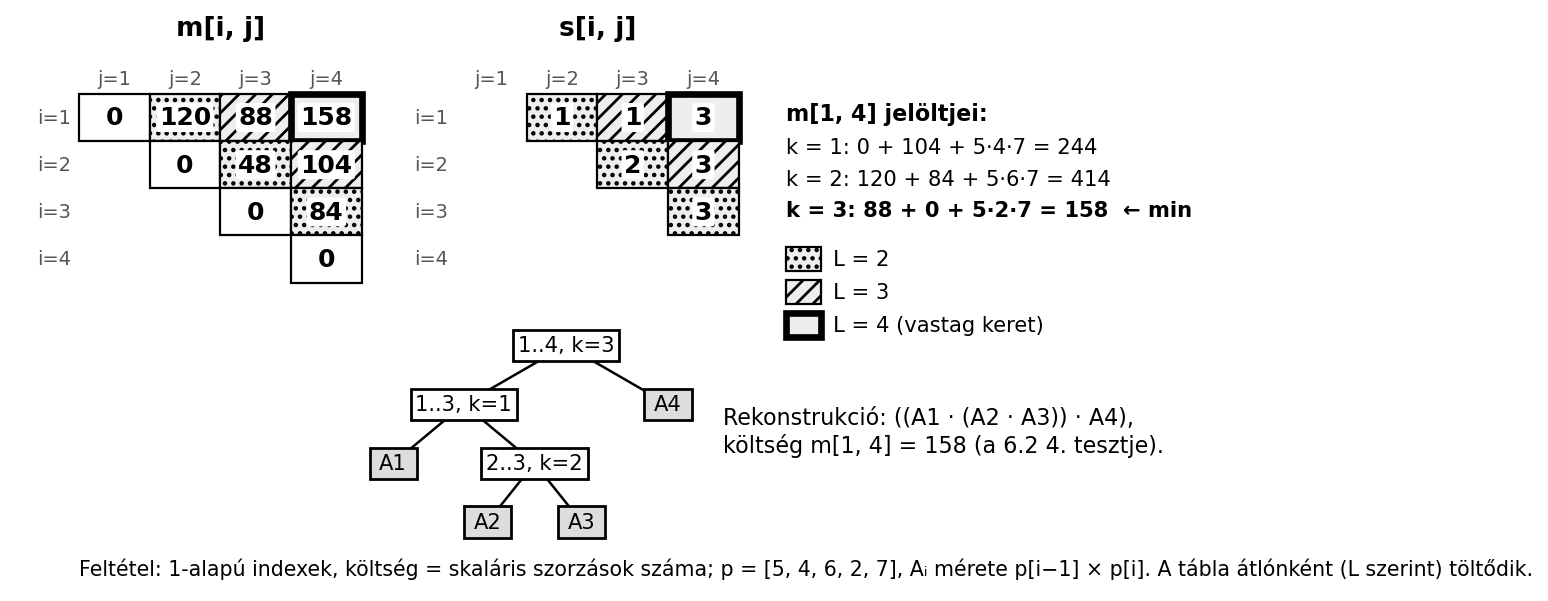 m[i, j]
j=1 j=2 j=3 j=4
i=1 0 120 88 158
i=2 0 48 104
i=3 0 84
i=4 0
s[i, j]
j=1 j=2 j=3 j=4
i=1 1 1 3
i=2 2 3
i=3 3
i=4
m[1, 4] jelöltjei:
k = 1: 0 + 104 + 5·4·7 = 244
k = 2: 120 + 84 + 5·6·7 = 414
k = 3: 88 + 0 + 5·2·7 = 158 ← min
L = 2
L = 3
L = 4 (vastag keret)
1..4, k=3
1..3, k=1
A4
A1
2..3, k=2
A2
A3
Rekonstrukció: ((A1 · (A2 · A3)) · A4),
költség m[1, 4] = 158 (a 6.2 4. tesztje).
Feltétel: 1-alapú indexek, költség = skaláris szorzások száma; p = [5, 4, 6, 2, 7], Aᵢ mérete p[i−1] × p[i]. A tábla átlónként (L szerint) töltődik.